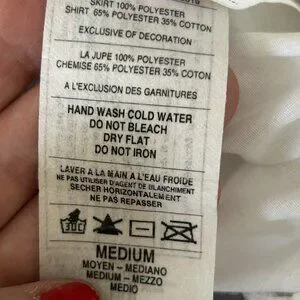 SKIRT 100% POLYESTER
SHIRT 65% POLYESTER 35% COTTON
EXCLUSIVE OF DECORATION
LA JUPE 100% POLYESTER
CHEMISE 65% POLYESTER 35% COTON
A L'EXCLUSION DES GARNITURES
HAND WASH COLD WATER
DO NOT BLEACH
DRY FLAT
DO NOT IRON
LAVER A LA MAIN A L'EAU FROIDE
NE PAS UTILISER D'AGENT DE BLANCHIMENT
SECHER HORIZONTALEMENT
NE PAS REPASSER
30C
MEDIUM
MOYEN – MEDIANO
MEDIUM – MEZZO
MEDIO